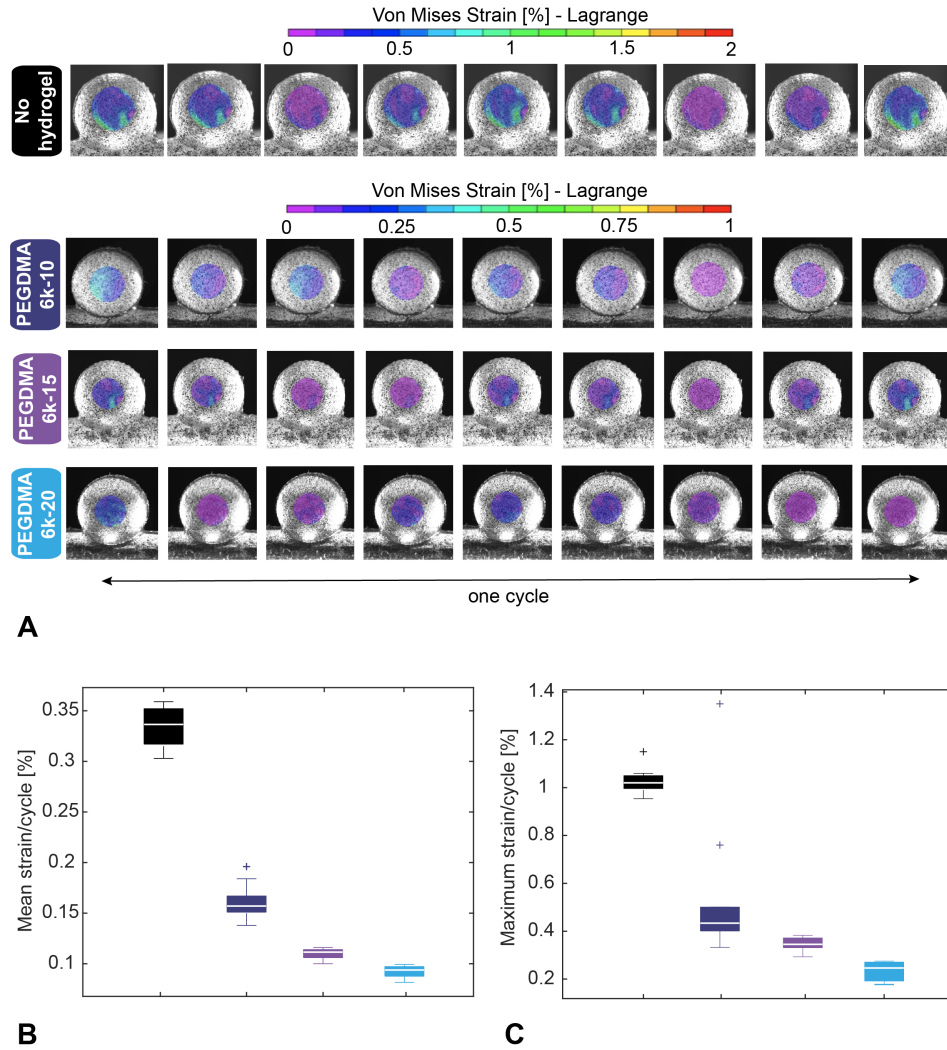 Von Mises Strain [%] - Lagrange
0 0.5 1 1.5 2
No
hydrogel
Von Mises Strain [%] - Lagrange
0 0.25 0.5 0.75 1
PEGDMA
6k-10
PEGDMA
6k-15
PEGDMA
6k-20
one cycle
A
Mean strain/cycle [%]
0.35
0.3
0.25
0.2
0.15
0.1
B
Maximum strain/cycle [%]
1.4
1.2
1
0.8
0.6
0.4
0.2
C